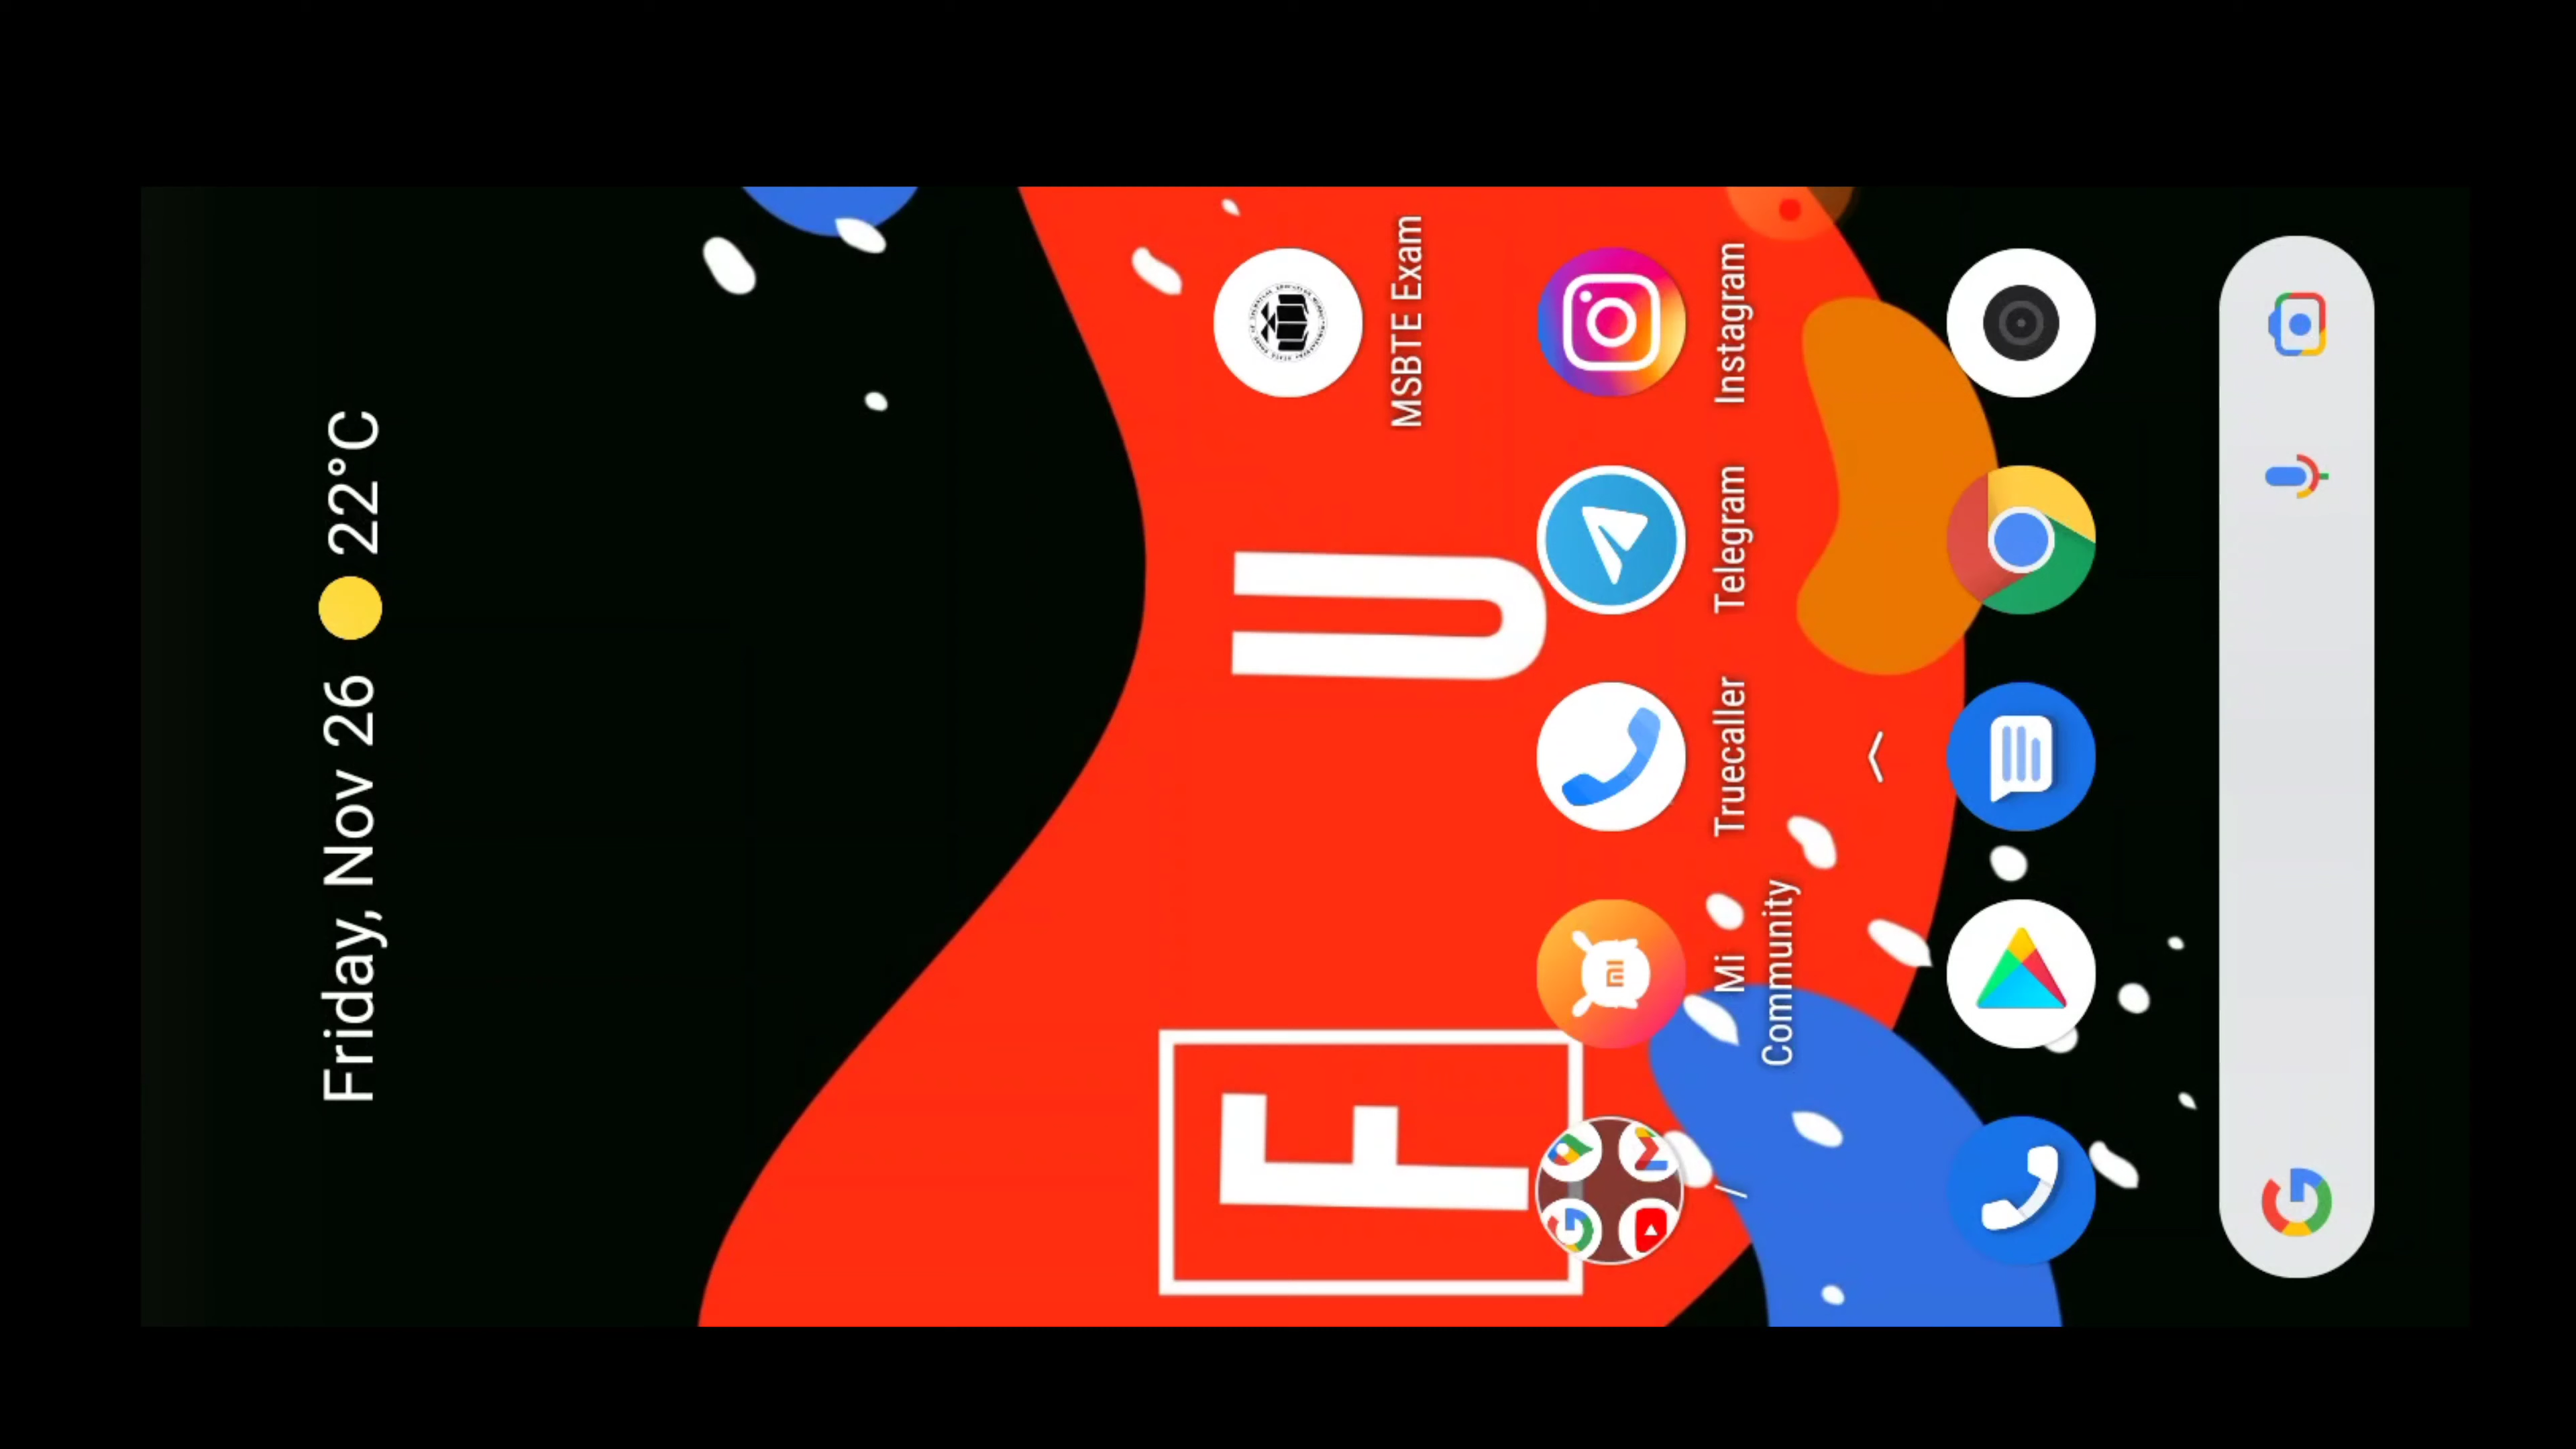 Friday, Nov 26 22°C
F U
MSBTE Exam
/
Mi
Community
Truecaller
Telegram
Instagram